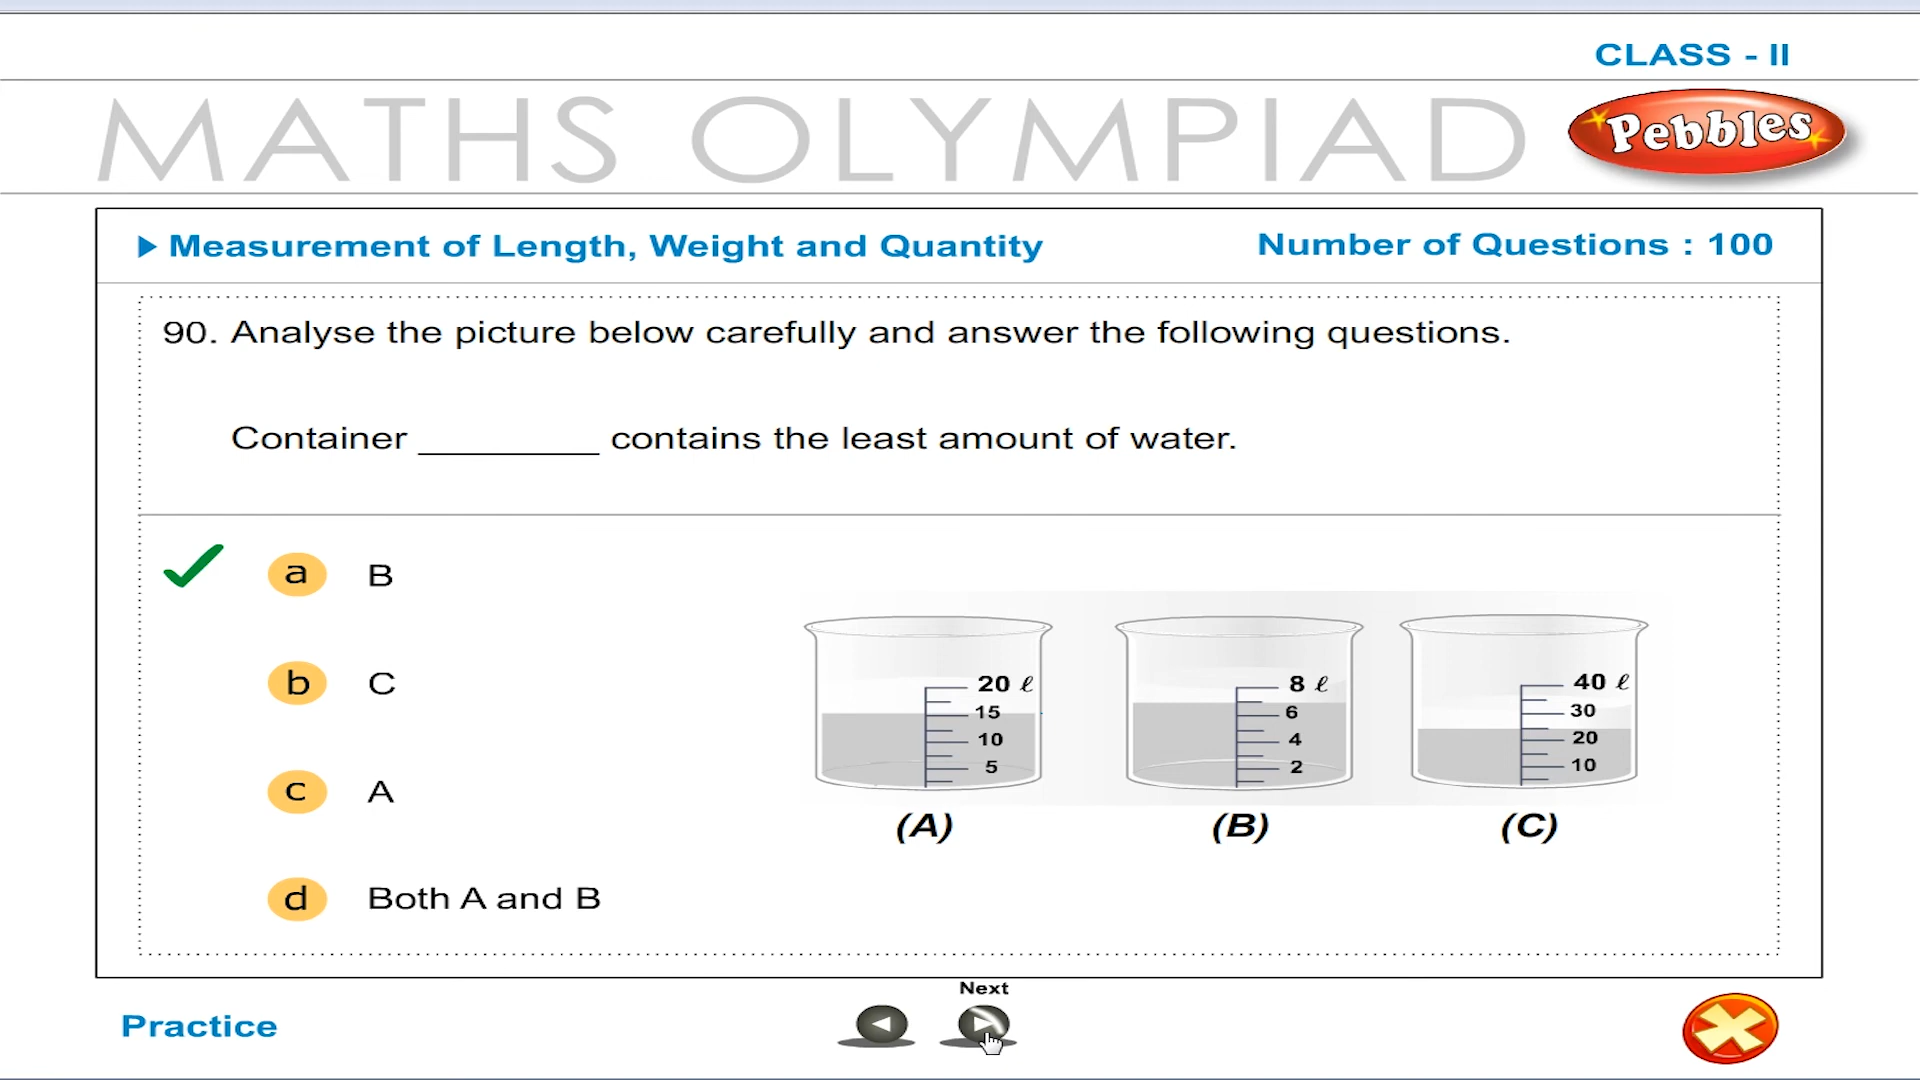 CLASS - II
MATHS OLYMPIAD
Pebbles
Measurement of Length, Weight and Quantity
Number of Questions : 100
90. Analyse the picture below carefully and answer the following questions.
Container _________ contains the least amount of water.
a B
b C
c A
d Both A and B
20 ℓ
15
10
5
(A)
8 ℓ
6
4
2
(B)
40 ℓ
30
20
10
(C)
Next
Practice